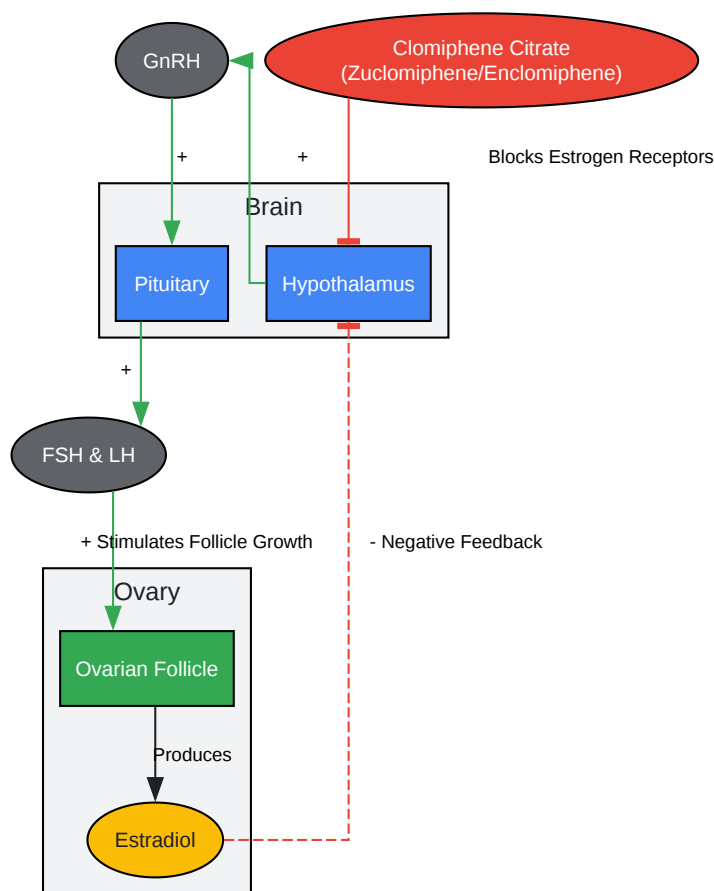 GnRH
Clomiphene Citrate
(Zuclomiphene/Enclomiphene)
+
+
Blocks Estrogen Receptors
Brain
Pituitary
Hypothalamus
+
FSH & LH
+ Stimulates Follicle Growth
- Negative Feedback
Ovary
Ovarian Follicle
Produces
Estradiol